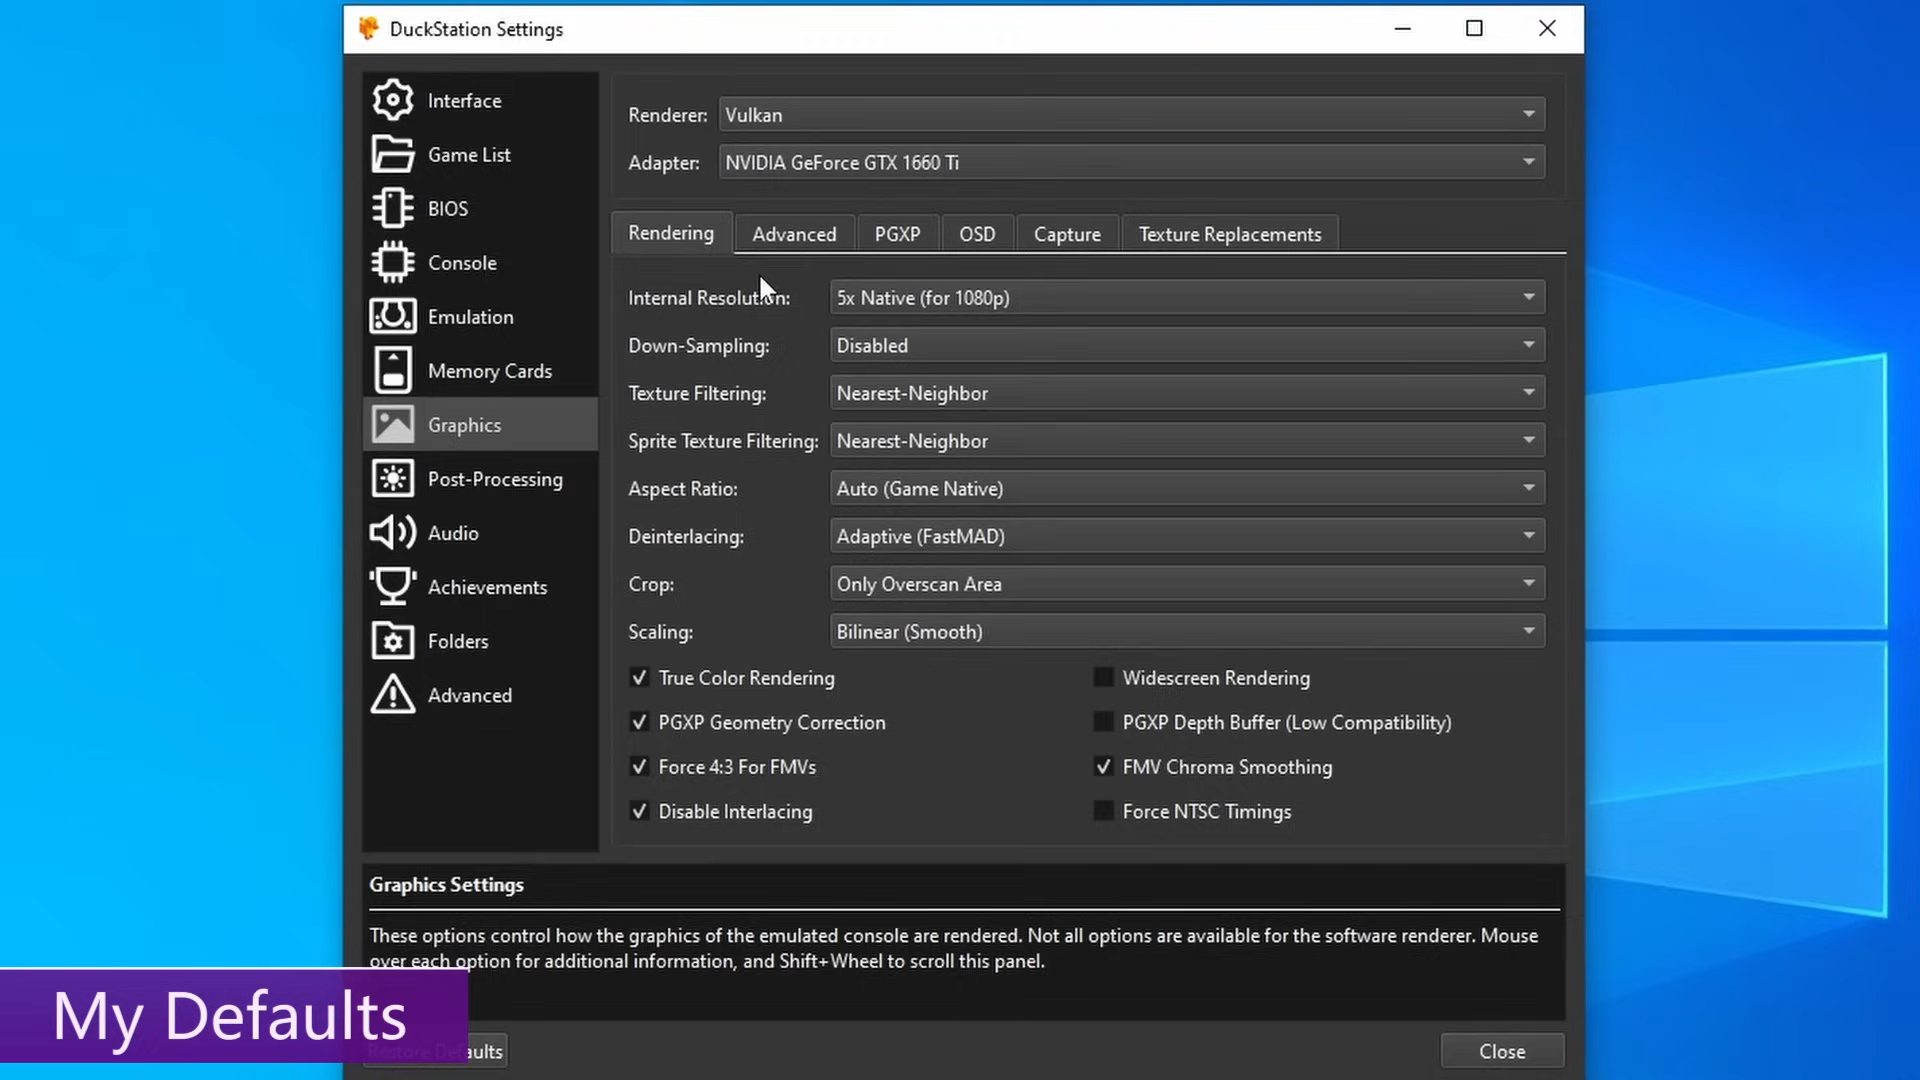 DuckStation Settings
Interface
Game List
BIOS
Console
Emulation
Memory Cards
Graphics
Post-Processing
Audio
Achievements
Folders
Advanced
Renderer: Vulkan
Adapter: NVIDIA GeForce GTX 1660 Ti
Rendering Advanced PGXP OSD Capture Texture Replacements
Internal Resolution: 5x Native (for 1080p)
Down-Sampling: Disabled
Texture Filtering: Nearest-Neighbor
Sprite Texture Filtering: Nearest-Neighbor
Aspect Ratio: Auto (Game Native)
Deinterlacing: Adaptive (FastMAD)
Crop: Only Overscan Area
Scaling: Bilinear (Smooth)
True Color Rendering Widescreen Rendering
PGXP Geometry Correction PGXP Depth Buffer (Low Compatibility)
Force 4:3 For FMVs FMV Chroma Smoothing
Disable Interlacing Force NTSC Timings
Graphics Settings
These options control how the graphics of the emulated console are rendered. Not all options are available for the software renderer. Mouse
over each option for additional information, and Shift+Wheel to scroll this panel.
My Defaults
Restore Defaults Close